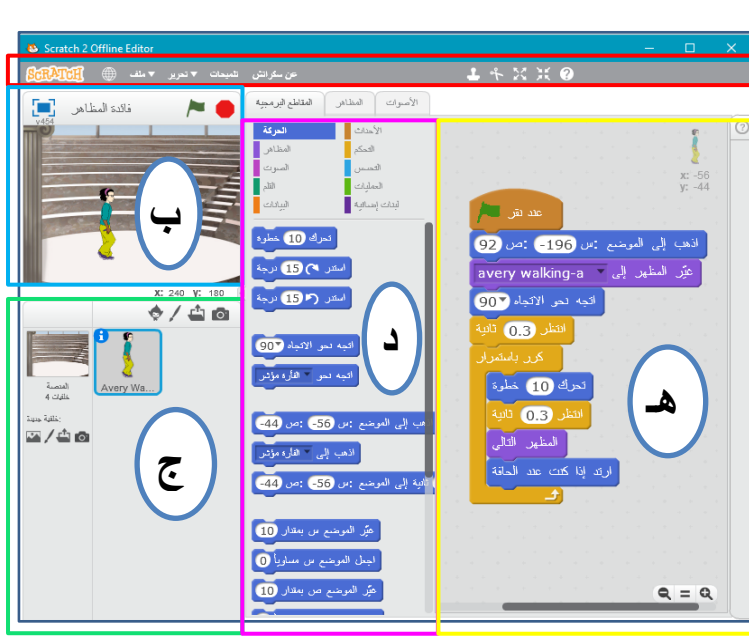 Scratch 2 Offline Editor
SCRATCH ملف ▼ تحرير ▼ تلميحات عن سكراتش
فائدة المظاهر
y454
المقاطع البرمجية المظاهر الأصوات
الحركة
المظاهر
الصوت
القلم
البيانات
الأحداث
التحكم
التحسس
العمليات
لبنات إضافية
ب
x: 240 y: 180
المنصة
4 خلفيات
خلفية جديدة:
Avery Wa...
ج
تحرك 10 خطوة
استدر 15 درجة
استدر 15 درجة
اتجه نحو الاتجاه 90
اتجه نحو مؤشر الفأرة
هب إلى الموضع س: -56 ص: -44
اذهب إلى مؤشر الفأرة
ثانية إلى الموضع س: -56 ص: -44
غيّر الموضع س بمقدار 10
اجعل الموضع س مساوياً 0
غيّر الموضع ص بمقدار 10
د
x: -56
y: -44
عند نقر
اذهب إلى الموضع س: -196 ص: 92
غيّر المظهر إلى avery walking-a
اتجه نحو الاتجاه 90
انتظر 0.3 ثانية
كرر باستمرار
تحرك 10 خطوة
انتظر 0.3 ثانية
المظهر التالي
ارتد إذا كنت عند الحافة
هـ